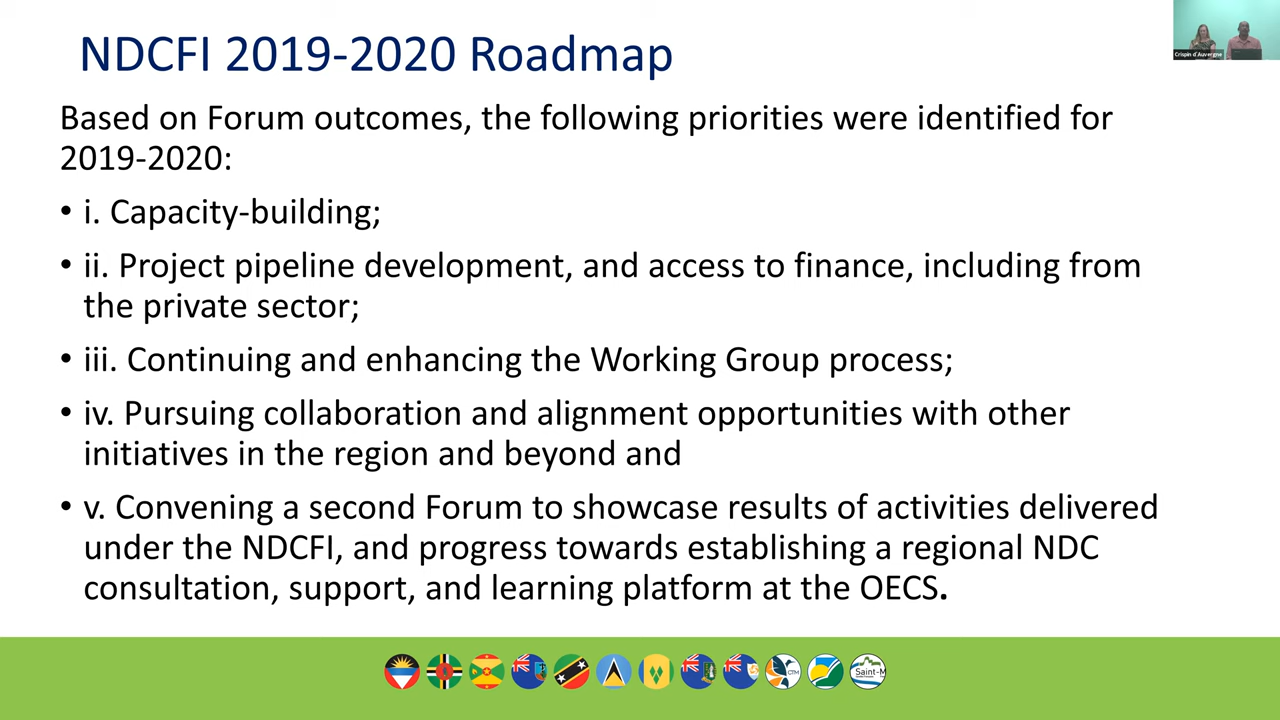 NDCFI 2019-2020 Roadmap
Crispin d'Auvergne
Based on Forum outcomes, the following priorities were identified for
2019-2020:
• i. Capacity-building;
• ii. Project pipeline development, and access to finance, including from
the private sector;
• iii. Continuing and enhancing the Working Group process;
• iv. Pursuing collaboration and alignment opportunities with other
initiatives in the region and beyond and
• v. Convening a second Forum to showcase results of activities delivered
under the NDCFI, and progress towards establishing a regional NDC
consultation, support, and learning platform at the OECS.
CTM
Saint-M